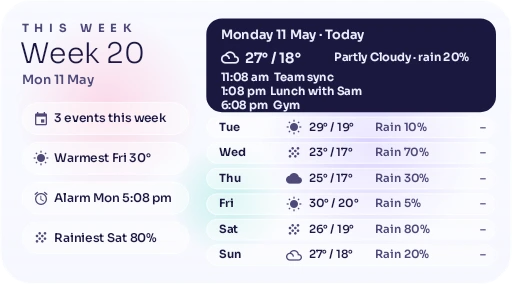 THIS WEEK
Week 20
Mon 11 May
3 events this week
Warmest Fri 30°
Alarm Mon 5:08 pm
Rainiest Sat 80%
Monday 11 May · Today
27° / 18° Partly Cloudy · rain 20%
11:08 am Team sync
1:08 pm Lunch with Sam
6:08 pm Gym
Tue 29° / 19° Rain 10% –
Wed 23° / 17° Rain 70% –
Thu 25° / 17° Rain 30% –
Fri 30° / 20° Rain 5% –
Sat 26° / 19° Rain 80% –
Sun 27° / 18° Rain 20% –